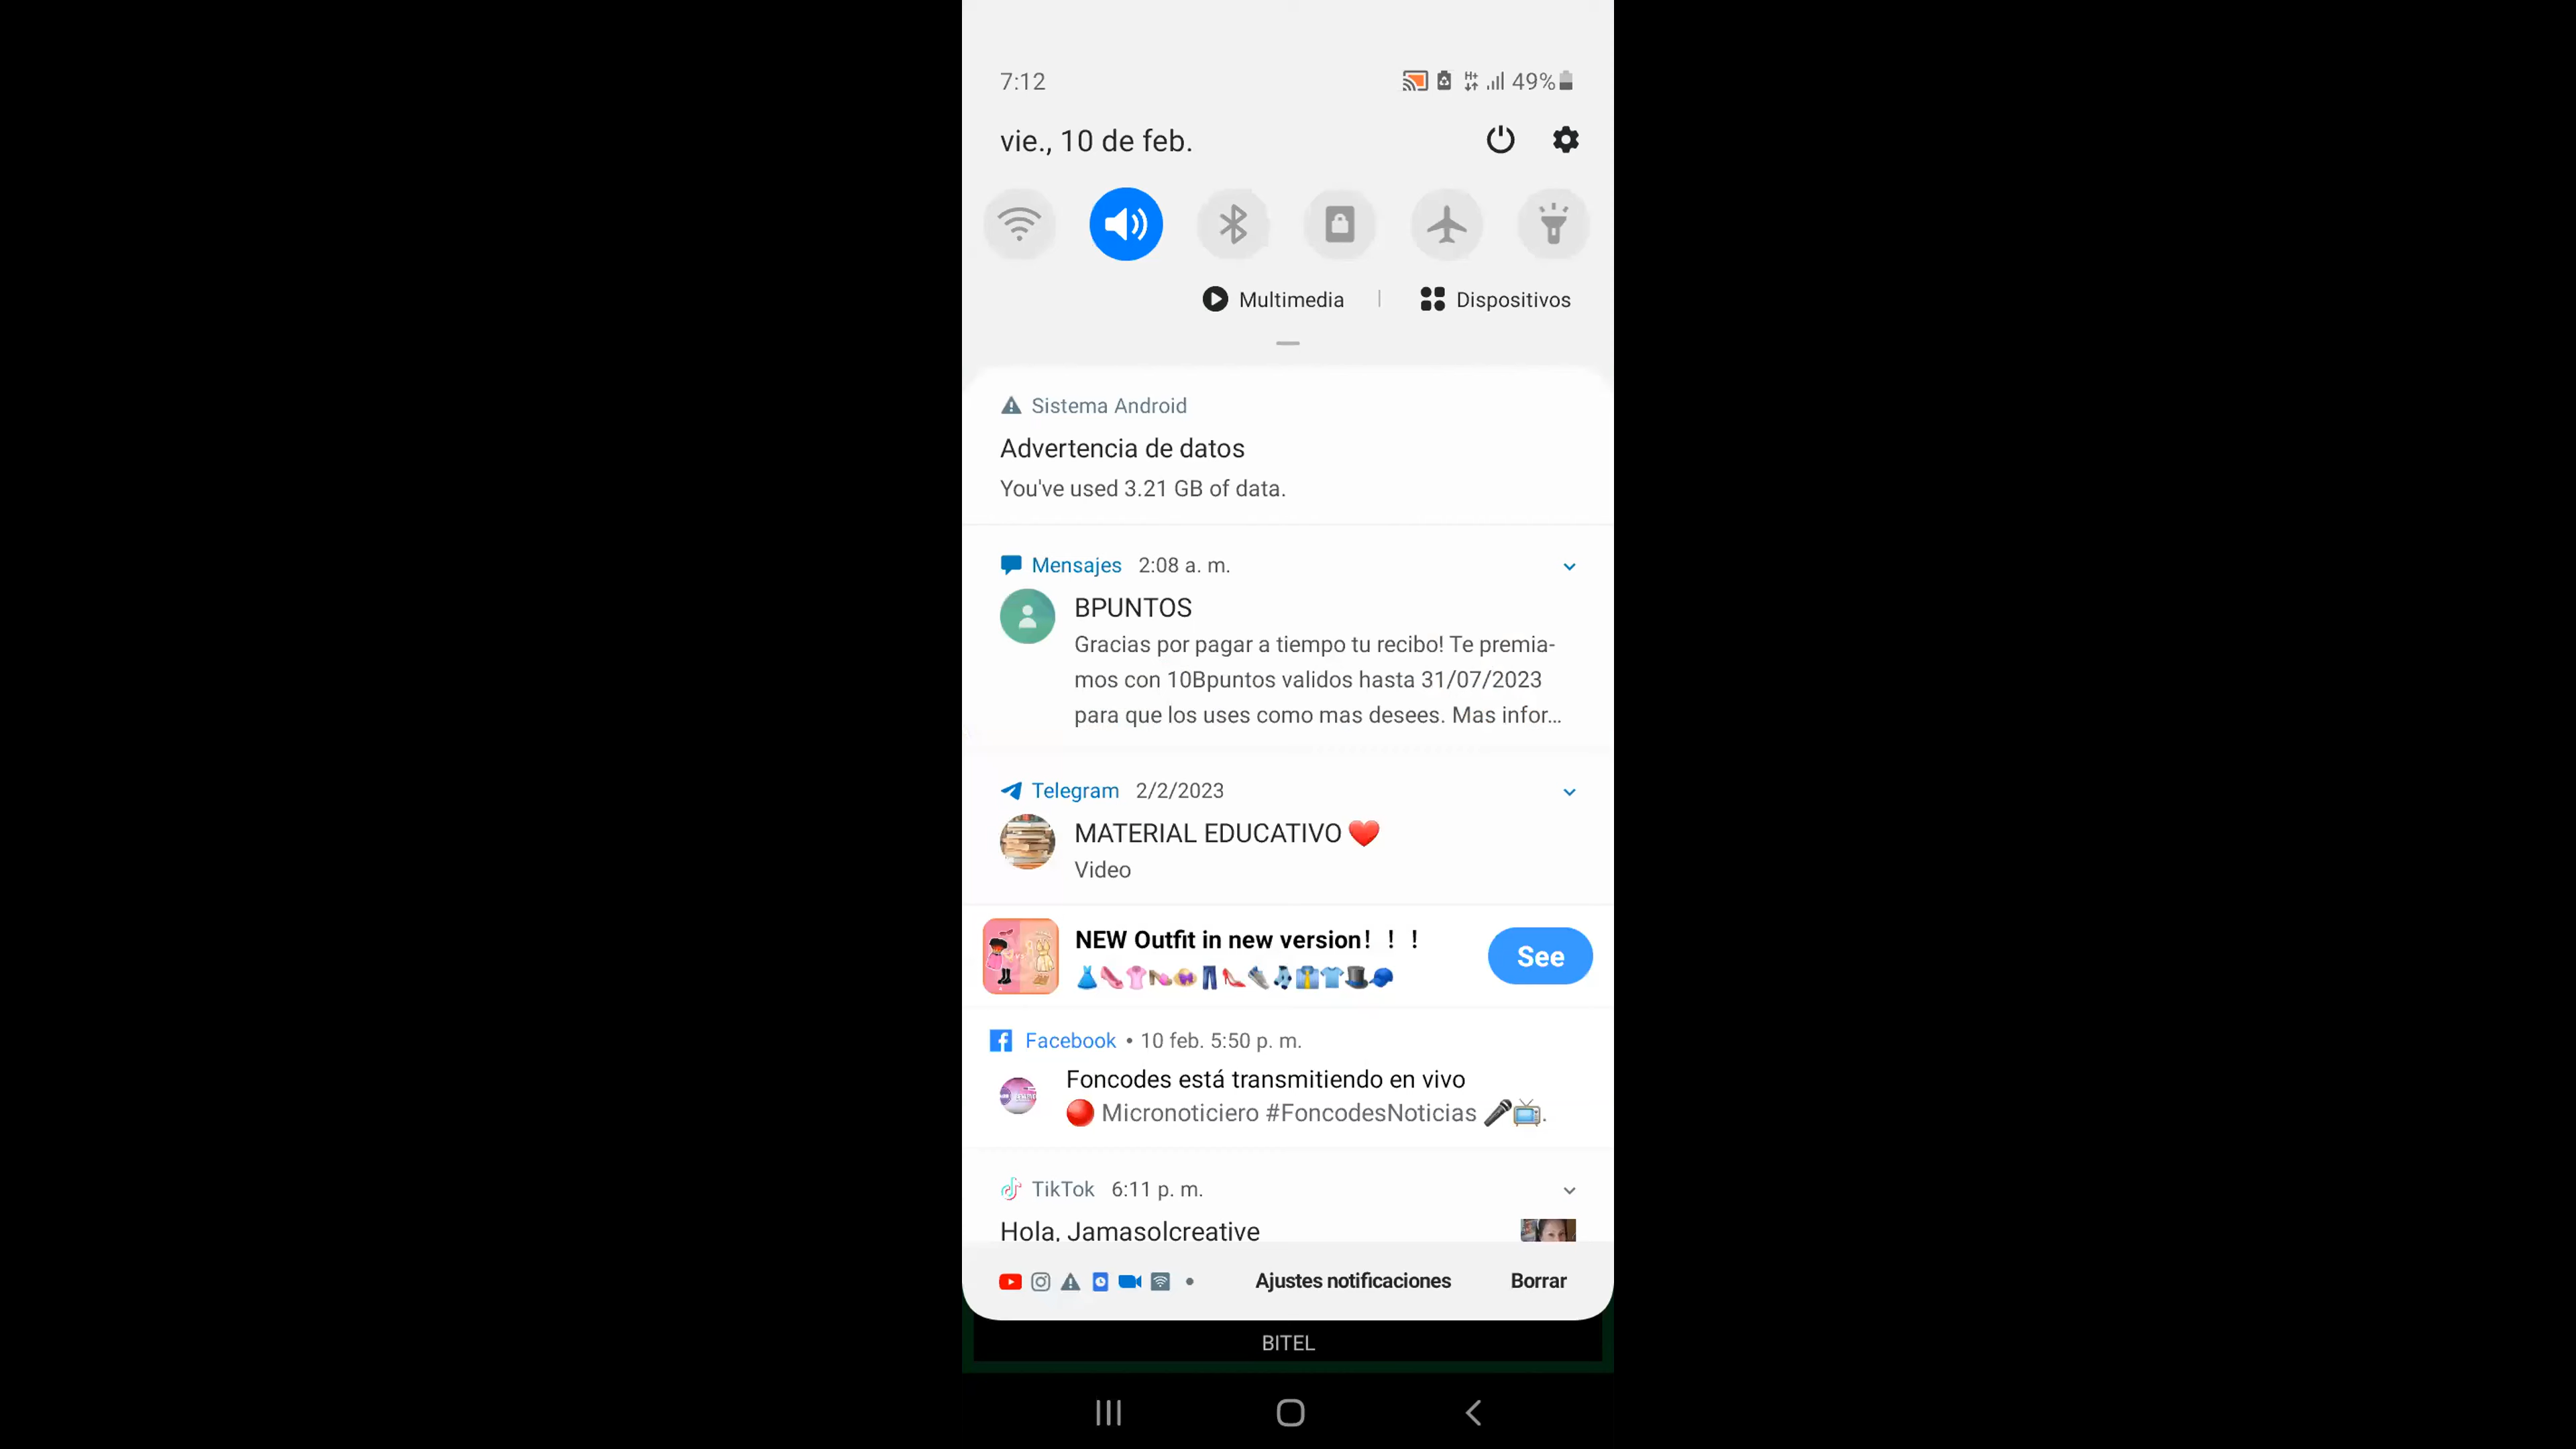 7:12
H+ 49%
vie., 10 de feb.
Multimedia | Dispositivos
Sistema Android
Advertencia de datos
You've used 3.21 GB of data.
Mensajes 2:08 a. m.
BPUNTOS
Gracias por pagar a tiempo tu recibo! Te premia-
mos con 10Bpuntos validos hasta 31/07/2023
para que los uses como mas desees. Mas infor...
Telegram 2/2/2023
MATERIAL EDUCATIVO ❤️
Video
NEW Outfit in new version！！！
See
👗👠👚👡👒👖👠👟🧦👔👕🎩🧢
Facebook • 10 feb. 5:50 p. m.
Foncodes está transmitiendo en vivo
🔴 Micronoticiero #FoncodesNoticias 🎤📺.
TikTok 6:11 p. m.
Hola, Jamasolcreative
Ajustes notificaciones Borrar
BITEL